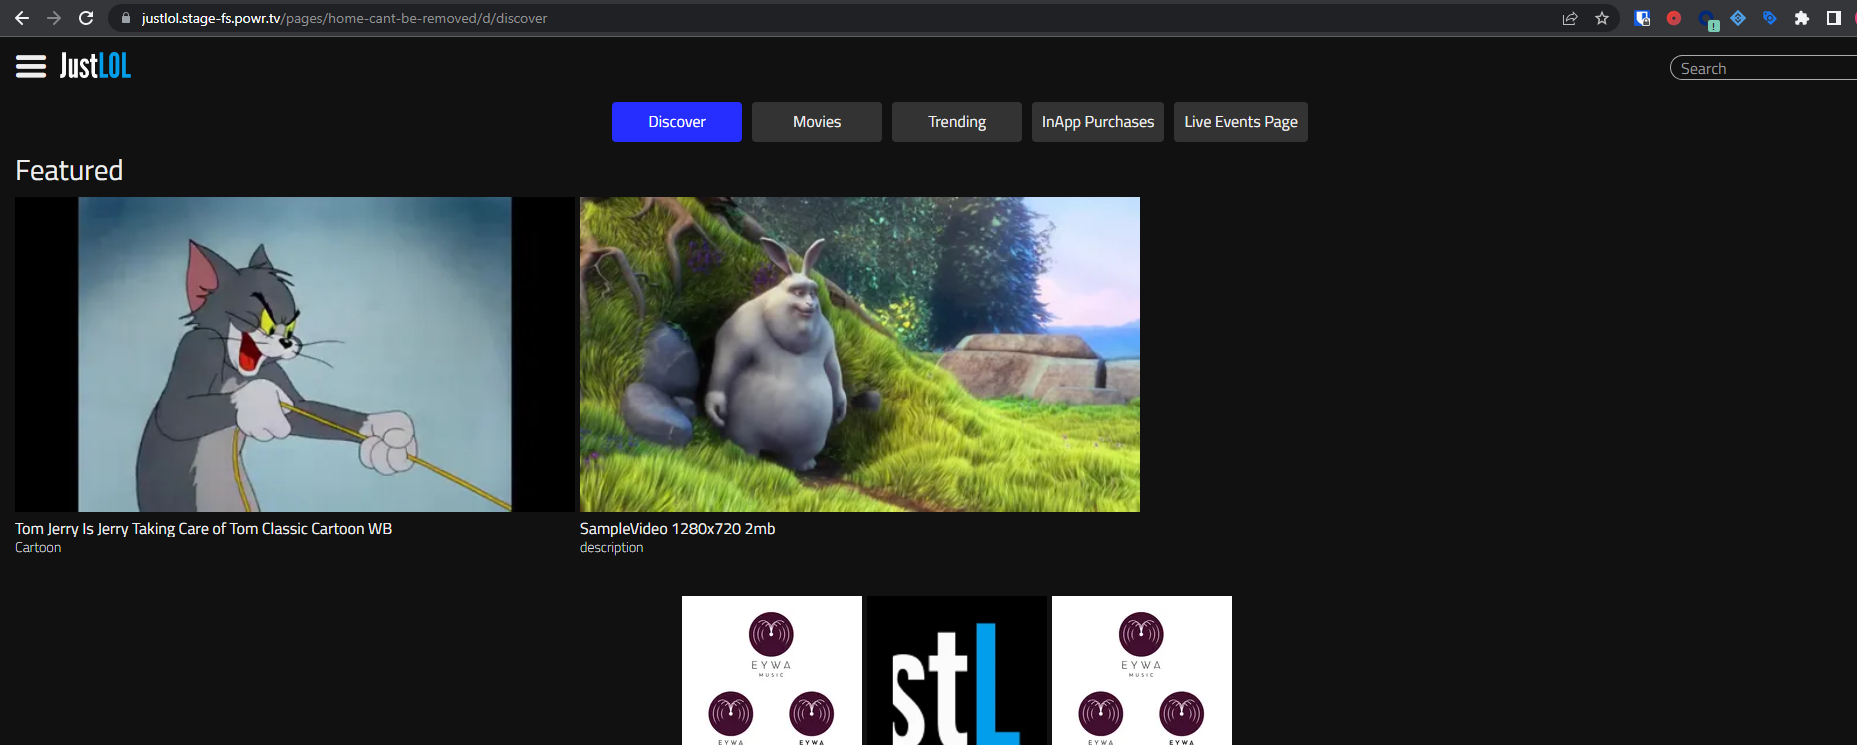 justlol.stage-fs.powr.tv/pages/home-cant-be-removed/d/discover
JustLOL
Search
Discover
Movies
Trending
InApp Purchases
Live Events Page
Featured
Tom Jerry Is Jerry Taking Care of Tom Classic Cartoon WB
Cartoon
SampleVideo 1280x720 2mb
description
EYWA
MUSIC
stL
EYWA
MUSIC
EYWA
EYWA
EYWA
EYWA